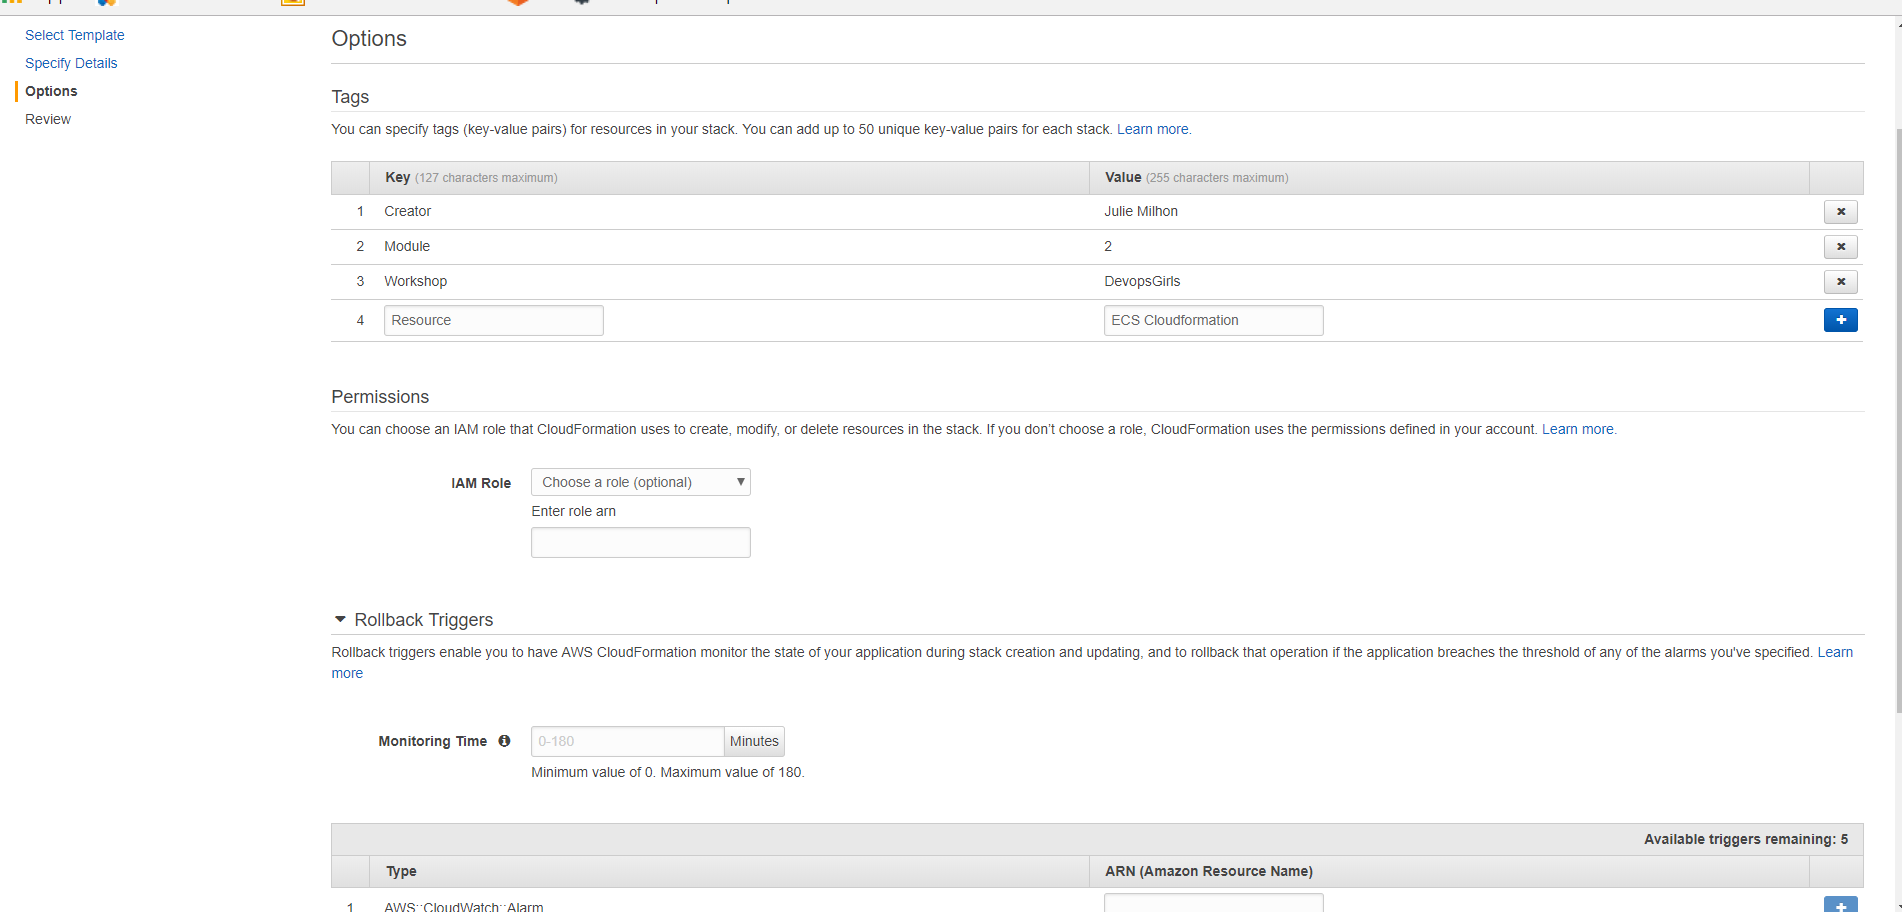 Select Template
Specify Details
Options
Review
Options
Tags
You can specify tags (key-value pairs) for resources in your stack. You can add up to 50 unique key-value pairs for each stack. Learn more.
Key (127 characters maximum) Value (255 characters maximum)
1 Creator Julie Milhon
2 Module 2
3 Workshop DevopsGirls
4 Resource ECS Cloudformation
Permissions
You can choose an IAM role that CloudFormation uses to create, modify, or delete resources in the stack. If you don't choose a role, CloudFormation uses the permissions defined in your account. Learn more.
IAM Role Choose a role (optional)
Enter role arn
Rollback Triggers
Rollback triggers enable you to have AWS CloudFormation monitor the state of your application during stack creation and updating, and to rollback that operation if the application breaches the threshold of any of the alarms you've specified. Learn
more
Monitoring Time 0-180 Minutes
Minimum value of 0. Maximum value of 180.
Available triggers remaining: 5
Type ARN (Amazon Resource Name)
1 AWS::CloudWatch::Alarm